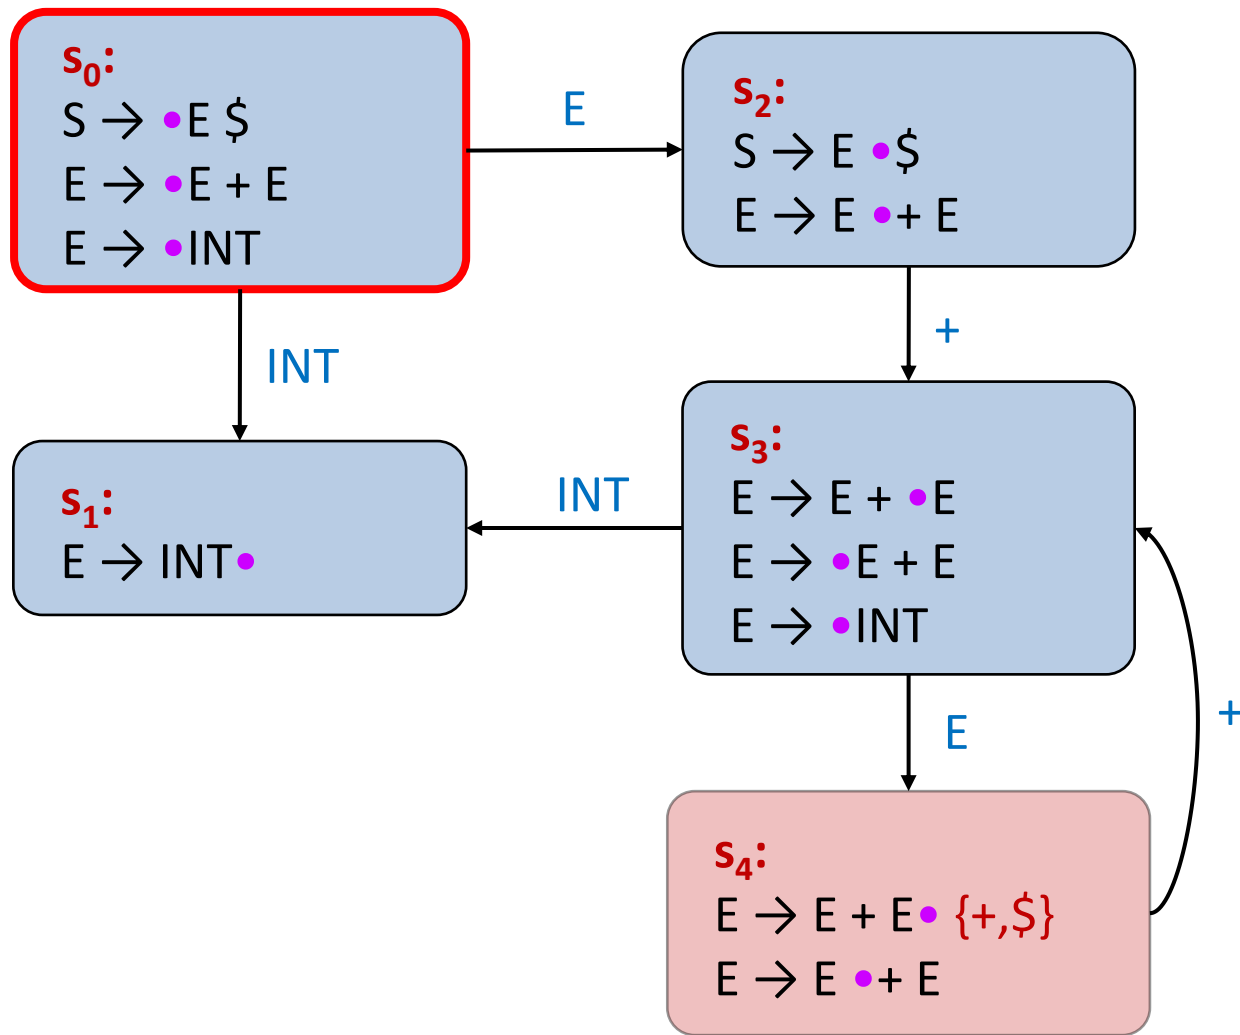 s₀:
S → •E $
E → •E + E
E → •INT
E
s₂:
S → E •$
E → E •+ E
INT
+
s₁:
E → INT•
INT
s₃:
E → E + •E
E → •E + E
E → •INT
E
+
s₄:
E → E + E• {+,$}
E → E •+ E